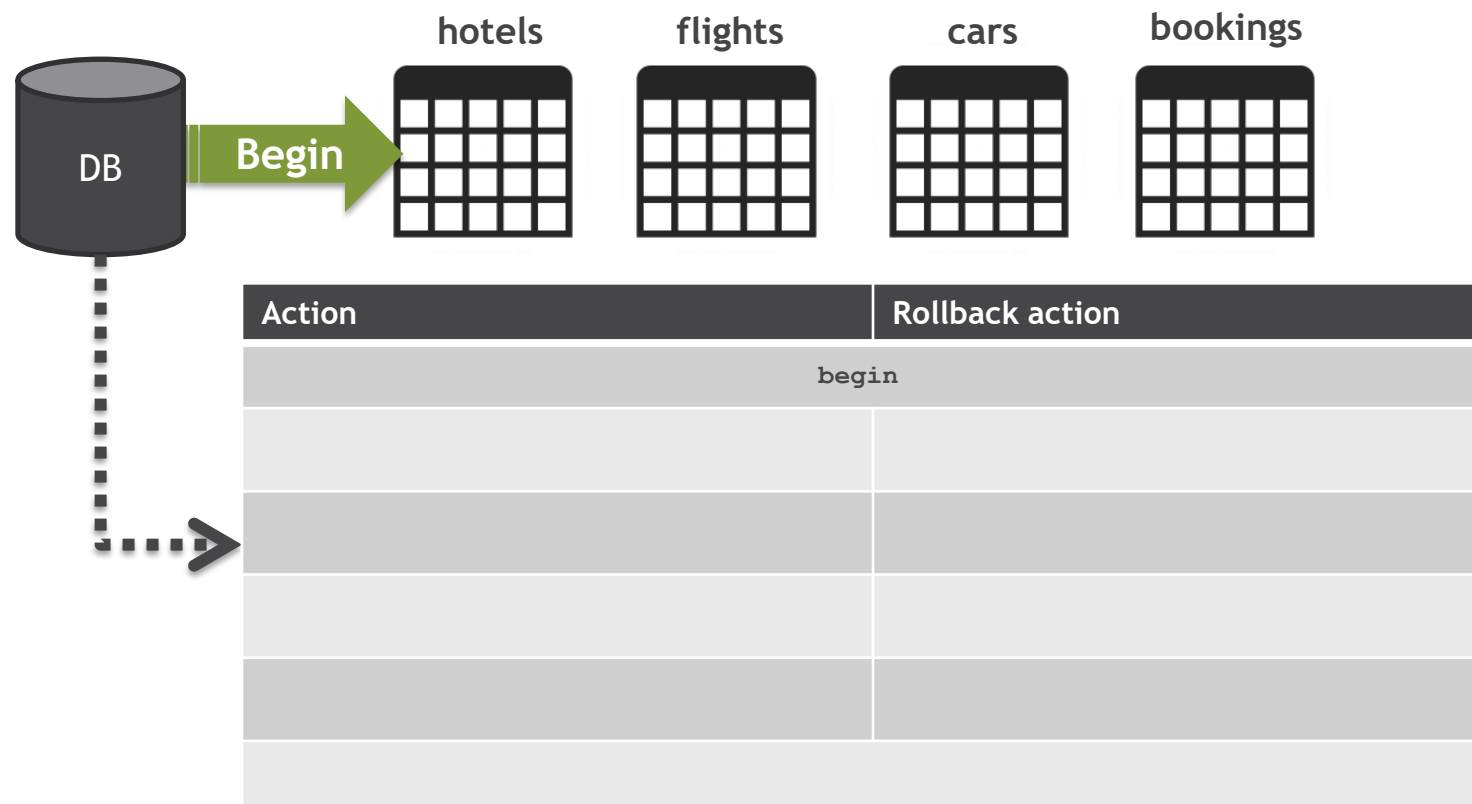 hotels flights cars bookings
DB
Begin
Action Rollback action
begin